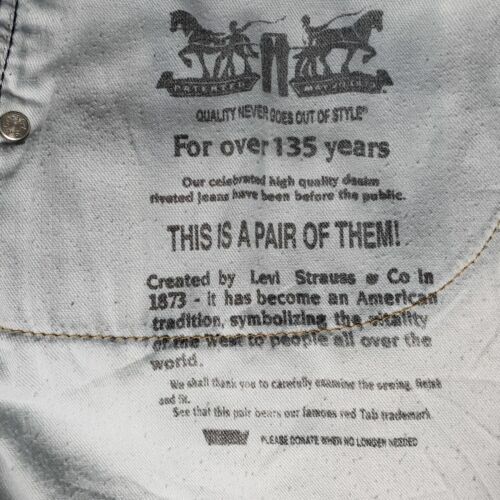 QUALITY NEVER GOES OUT OF STYLE®
For over 135 years
Our celebrated high quality denim
riveted jeans have been before the public.
THIS IS A PAIR OF THEM!
Created by Levi Strauss & Co in
1873 - it has become an American
tradition, symbolizing the vitality
of the West to people all over the
world.
We shall thank you to carefully examine the sewing, finish
and fit.
See that this pair bears our famous red Tab trademark
PLEASE DONATE WHEN NO LONGER NEEDED